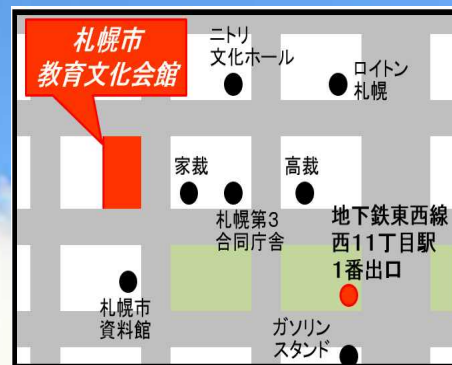 札幌市
教育文化会館
ニトリ
文化ホール
ロイトン
札幌
家裁
札幌第3
合同庁舎
高裁
地下鉄東西線
西11丁目駅
1番出口
札幌市
資料館
ガソリン
スタンド